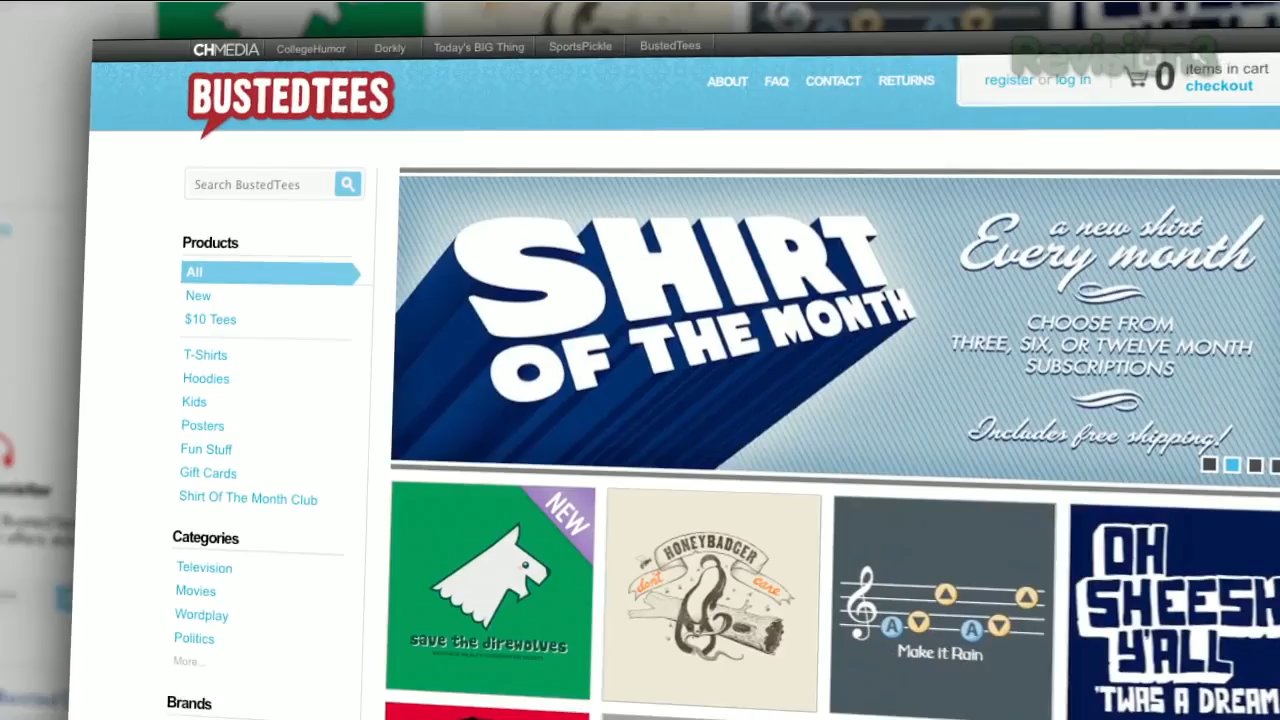 CHMEDIA CollegeHumor Dorkly Today's BIG Thing SportsPickle BustedTees
Revision3
BUSTEDTEES
ABOUT FAQ CONTACT RETURNS
register or log in
0 items in cart
checkout
Search BustedTees
Products
All
New
$10 Tees
T-Shirts
Hoodies
Kids
Posters
Fun Stuff
Gift Cards
Shirt Of The Month Club
Categories
Television
Movies
Wordplay
Politics
More...
Brands
SHIRT
OF THE MONTH
a new shirt
Every month
CHOOSE FROM
THREE, SIX, OR TWELVE MONTH
SUBSCRIPTIONS
Includes free shipping!
NEW
save the direwolves
HONEYBADGER
don't care
A A
Make it Rain
OH
SHEESH
Y'ALL
'TWAS A DREAM